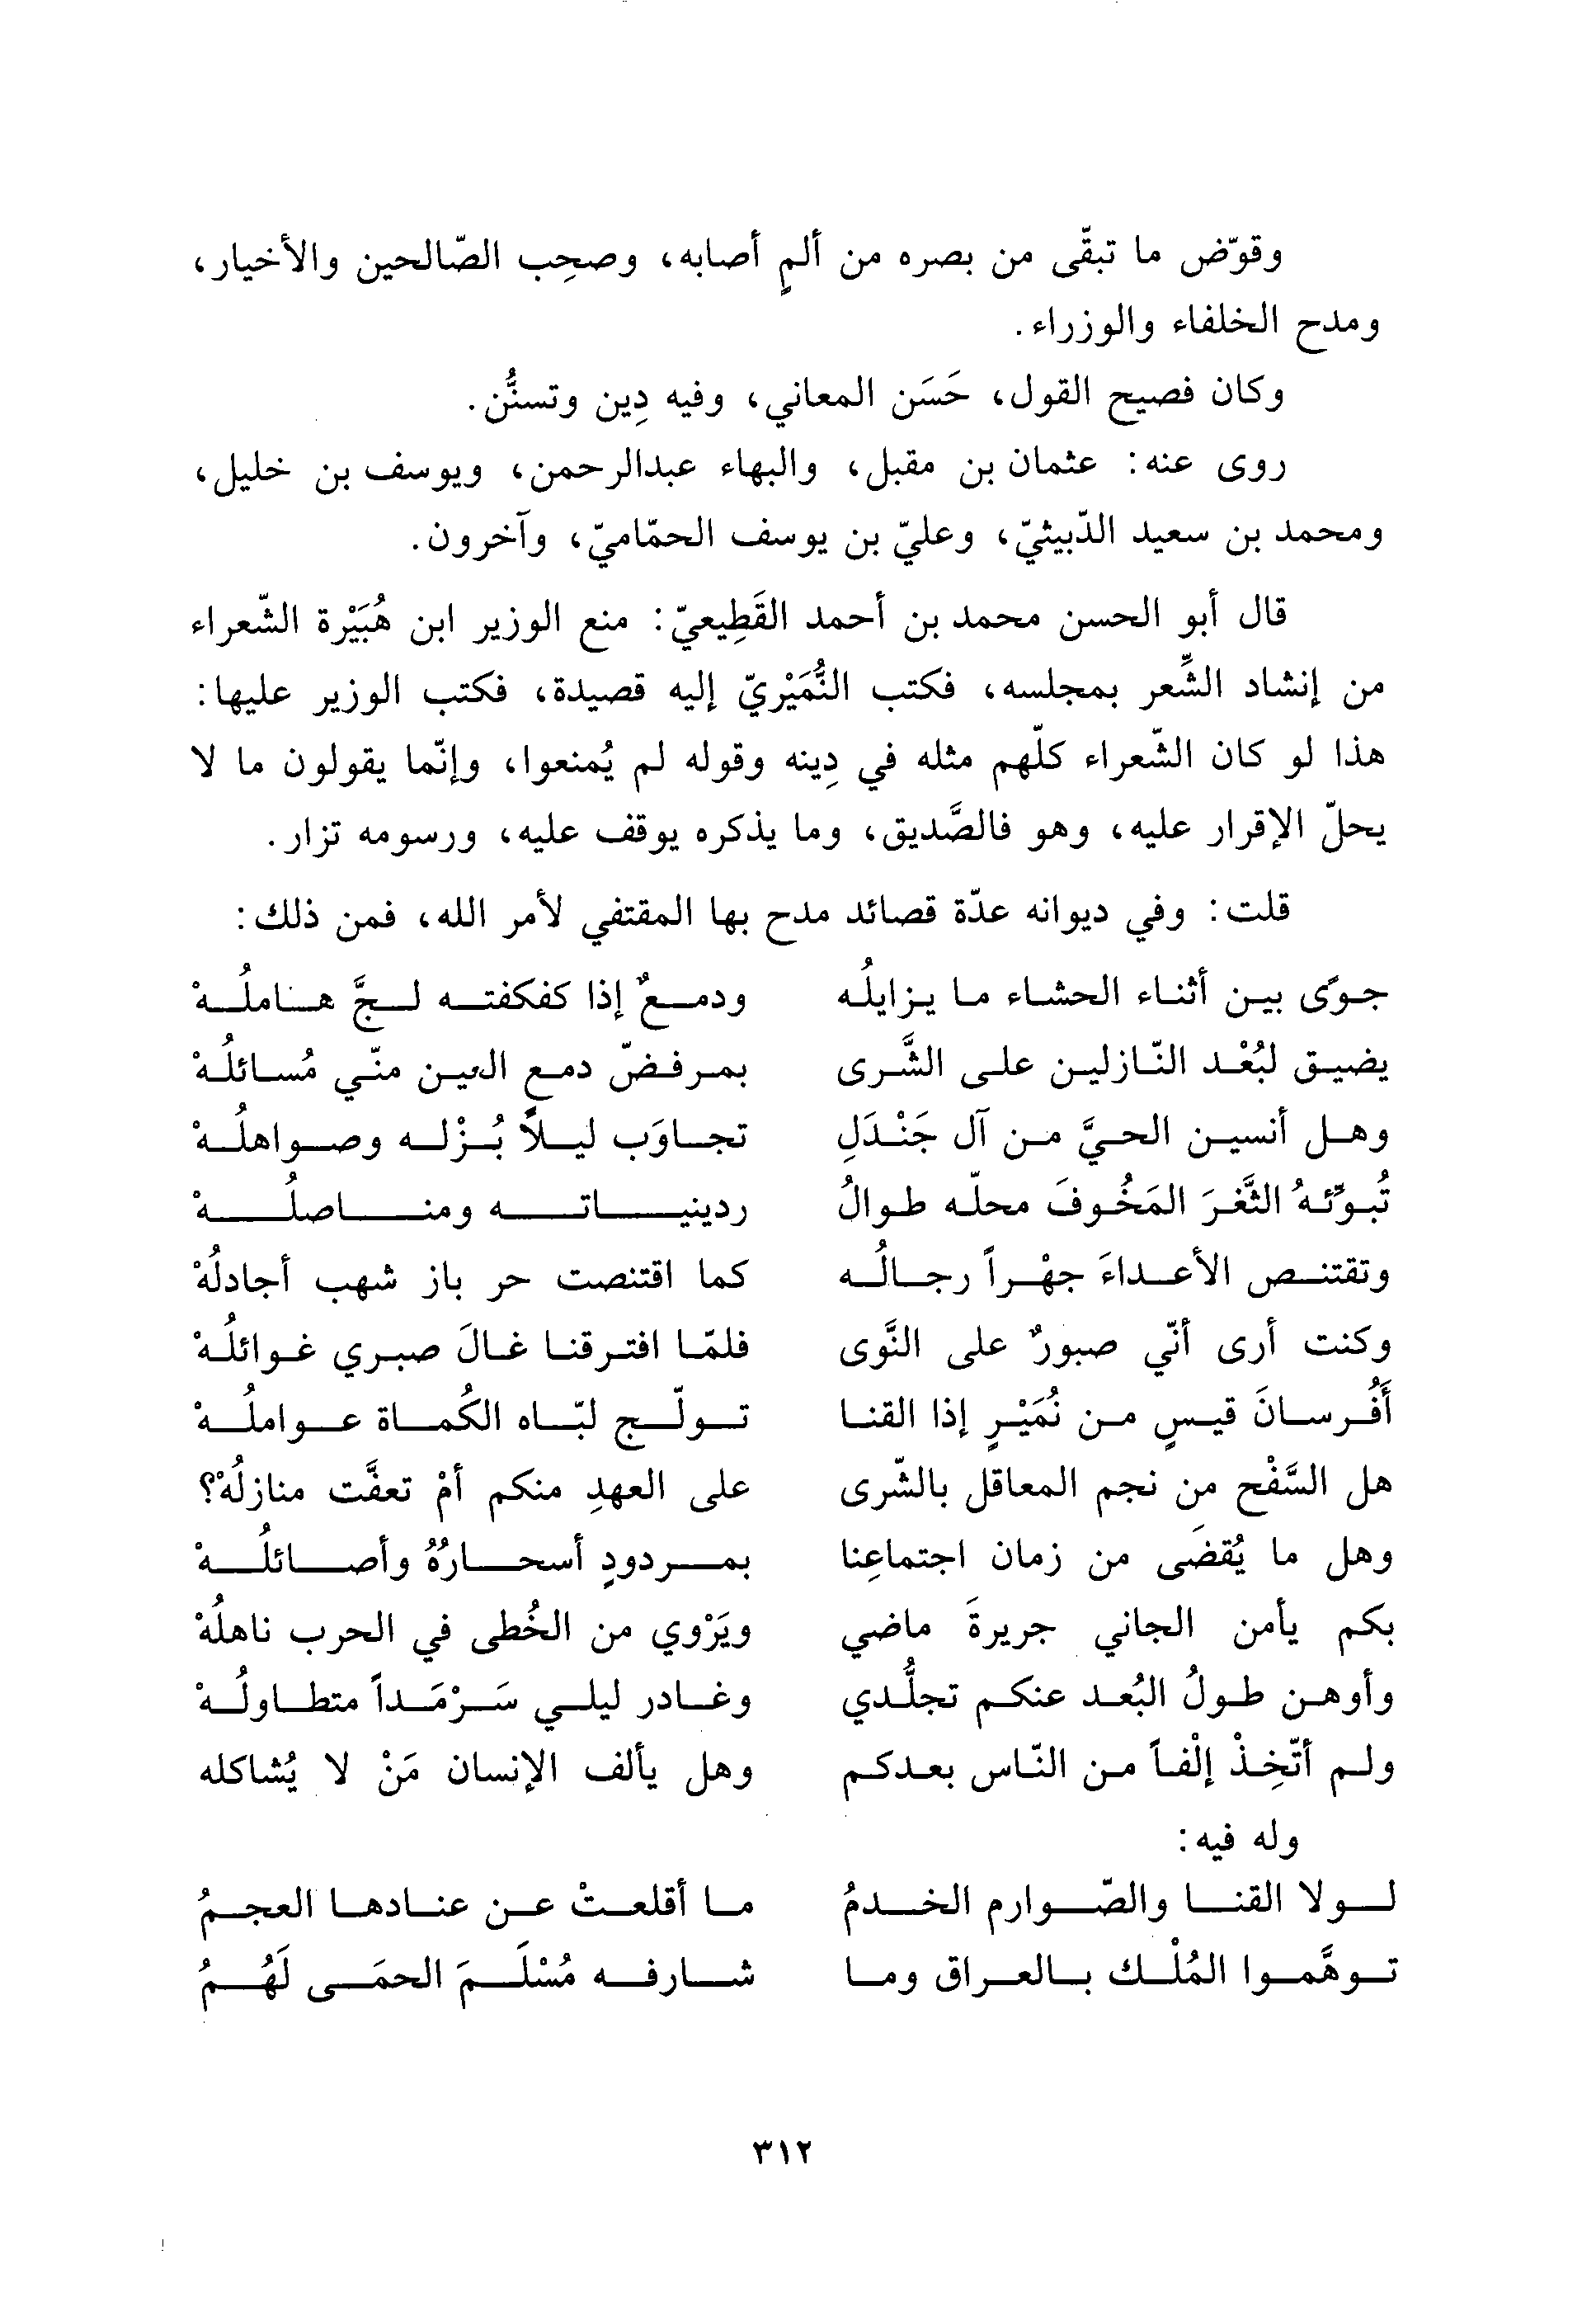 وقوّض ما تبقّى من بصره من ألمٍ أصابه، وصحِب الصّالحين والأخيار،
ومدح الخلفاء والوزراء.
وكان فصيح القول، حَسَن المعاني، وفيه دِين وتسنُّن.
روى عنه: عثمان بن مقبل، والبهاء عبدالرحمن، ويوسف بن خليل،
ومحمد بن سعيد الدّبيثيّ، وعليّ بن يوسف الحمّاميّ، وآخرون.
قال أبو الحسن محمد بن أحمد القَطِيعيّ: منع الوزير ابن هُبَيْرة الشّعراء
من إنشاد الشِّعر بمجلسه، فكتب النُّمَيْريّ إليه قصيدة، فكتب الوزير عليها:
هذا لو كان الشّعراء كلّهم مثله في دِينه وقوله لم يُمنعوا، وإنّما يقولون ما لا
يحلّ الإقرار عليه، وهو فالصَّديق، وما يذكره يوقف عليه، ورسومه تزار.
قلت: وفي ديوانه عدّة قصائد مدح بها المقتفي لأمر الله، فمن ذلك:
جوًى بين أثناء الحشاء ما يزايلُه ودمعٌ إذا كفكفته لجَّ هاملُهْ
يضيق لبُعْد النّازلين على الشَّرى بمرفضّ دمع العين منّي مُسائلُهْ
وهل أنسين الحيَّ من آل جَنْدَلِ تجاوَب ليلاً بُزْله وصواهلُهْ
تُبوِّئهُ الثَّغرَ المَخُوفَ محلّه طوالُ ردينياته ومناصلُهْ
وتقتنص الأعداءَ جهْراً رجالُه كما اقتنصت حر باز شهب أجادلُهْ
وكنت أرى أنّي صبورٌ على النَّوى فلمّا افترقنا غالَ صبري غوائلُهْ
أَفُرسانَ قيسٍ من نُمَيْرٍ إذا القنا تولّج لبّاه الكُماة عواملُهْ
هل السَّفْح من نجم المعاقل بالشّرى على العهدِ منكم أمْ تعفَّت منازلُهْ؟
وهل ما يُقضَى من زمان اجتماعِنا بمردودٍ أسحارُهُ وأصائلُهْ
بكم يأمن الجاني جريرةَ ماضي ويَرْوي من الخُطى في الحرب ناهلُهْ
وأوهن طولُ البُعد عنكم تجلُّدي وغادر ليلي سَرْمَداً متطاولُهْ
ولم أتّخِذْ إلْفاً من النّاس بعدكم وهل يألف الإنسان مَنْ لا يُشاكله
وله فيه:
لولا القنا والصّوارم الخدمُ ما أقلعتْ عن عنادها العجمُ
توهَّموا المُلْك بالعراق وما شارفه مُسْلَمَ الحمَى لَهُمُ
٣١٢